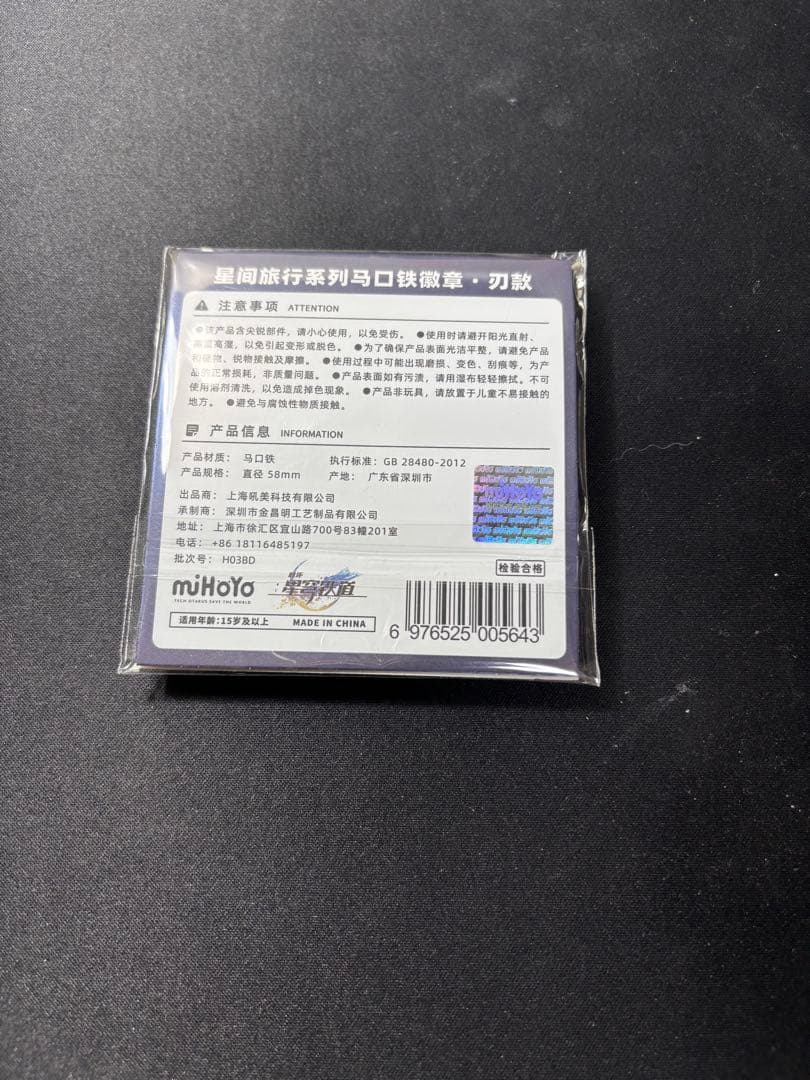 星间旅行系列马口铁徽章·刃款
注意事项 ATTENTION
●该产品含尖锐部件，请小心使用，以免受伤。 ●使用时请避开阳光直射、
高温高湿，以免引起变形或脱色。 ●为了确保产品表面光洁平整，请避免产品
和硬物、锐物接触及摩擦。 ●使用过程中可能出现磨损、变色、刮痕等，为产
品的正常损耗，非质量问题。 ●产品表面如有污渍，请用湿布轻轻擦拭。不可
使用溶剂清洗，以免造成掉色现象。 ●产品非玩具，请放置于儿童不易接触的
地方。 ●避免与腐蚀性物质接触。
产品信息 INFORMATION
产品材质： 马口铁 执行标准：GB 28480-2012
产品规格： 直径 58mm 产地： 广东省深圳市
出品商： 上海吼美科技有限公司
承制商： 深圳市金昌明工艺制品有限公司
地址： 上海市徐汇区宜山路700号83幢201室
电话： +86 18116485197
批次号： H03BD
检验合格
miHoYo
TECH OTAKUS SAVE THE WORLD
崩坏
星穹铁道
适用年龄：15岁及以上
MADE IN CHINA
6 976525 005643